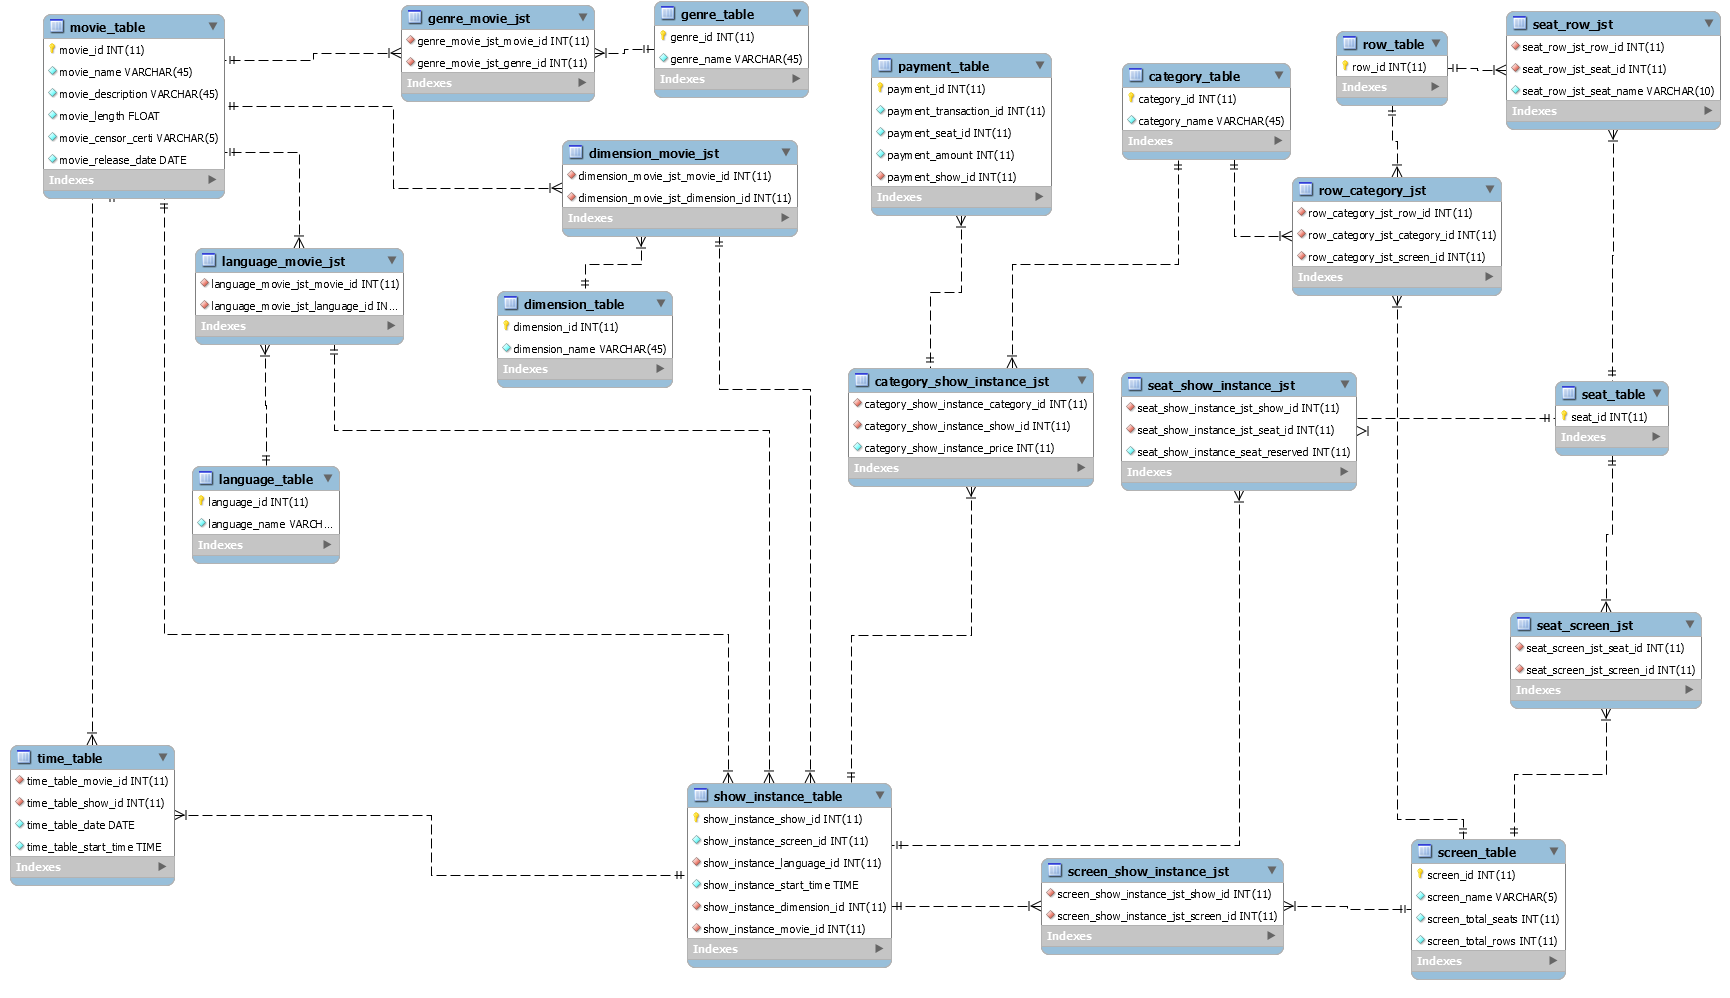 movie_table
movie_id INT(11)
movie_name VARCHAR(45)
movie_description VARCHAR(45)
movie_length FLOAT
movie_censor_certi VARCHAR(5)
movie_release_date DATE
Indexes
genre_movie_jst
genre_movie_jst_movie_id INT(11)
genre_movie_jst_genre_id INT(11)
Indexes
genre_table
genre_id INT(11)
genre_name VARCHAR(45)
Indexes
dimension_movie_jst
dimension_movie_jst_movie_id INT(11)
dimension_movie_jst_dimension_id INT(11)
Indexes
payment_table
payment_id INT(11)
payment_transaction_id INT(11)
payment_seat_id INT(11)
payment_amount INT(11)
payment_show_id INT(11)
Indexes
category_table
category_id INT(11)
category_name VARCHAR(45)
Indexes
row_table
row_id INT(11)
Indexes
seat_row_jst
seat_row_jst_row_id INT(11)
seat_row_jst_seat_id INT(11)
seat_row_jst_seat_name VARCHAR(10)
Indexes
row_category_jst
row_category_jst_row_id INT(11)
row_category_jst_category_id INT(11)
row_category_jst_screen_id INT(11)
Indexes
language_movie_jst
language_movie_jst_movie_id INT(11)
language_movie_jst_language_id IN...
Indexes
dimension_table
dimension_id INT(11)
dimension_name VARCHAR(45)
Indexes
category_show_instance_jst
category_show_instance_category_id INT(11)
category_show_instance_show_id INT(11)
category_show_instance_price INT(11)
Indexes
seat_show_instance_jst
seat_show_instance_jst_show_id INT(11)
seat_show_instance_jst_seat_id INT(11)
seat_show_instance_seat_reserved INT(11)
Indexes
seat_table
seat_id INT(11)
Indexes
language_table
language_id INT(11)
language_name VARCH...
Indexes
seat_screen_jst
seat_screen_jst_seat_id INT(11)
seat_screen_jst_screen_id INT(11)
Indexes
time_table
time_table_movie_id INT(11)
time_table_show_id INT(11)
time_table_date DATE
time_table_start_time TIME
Indexes
show_instance_table
show_instance_show_id INT(11)
show_instance_screen_id INT(11)
show_instance_language_id INT(11)
show_instance_start_time TIME
show_instance_dimension_id INT(11)
show_instance_movie_id INT(11)
Indexes
screen_show_instance_jst
screen_show_instance_jst_show_id INT(11)
screen_show_instance_jst_screen_id INT(11)
Indexes
screen_table
screen_id INT(11)
screen_name VARCHAR(5)
screen_total_seats INT(11)
screen_total_rows INT(11)
Indexes